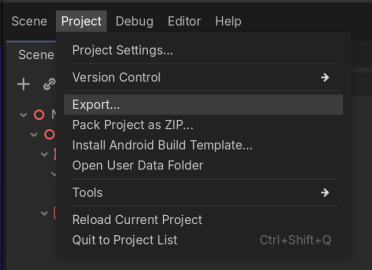 Scene Project Debug Editor Help
Scene
Project Settings...
Version Control
Export...
Pack Project as ZIP...
Install Android Build Template...
Open User Data Folder
Tools
Reload Current Project
Quit to Project List Ctrl+Shift+Q